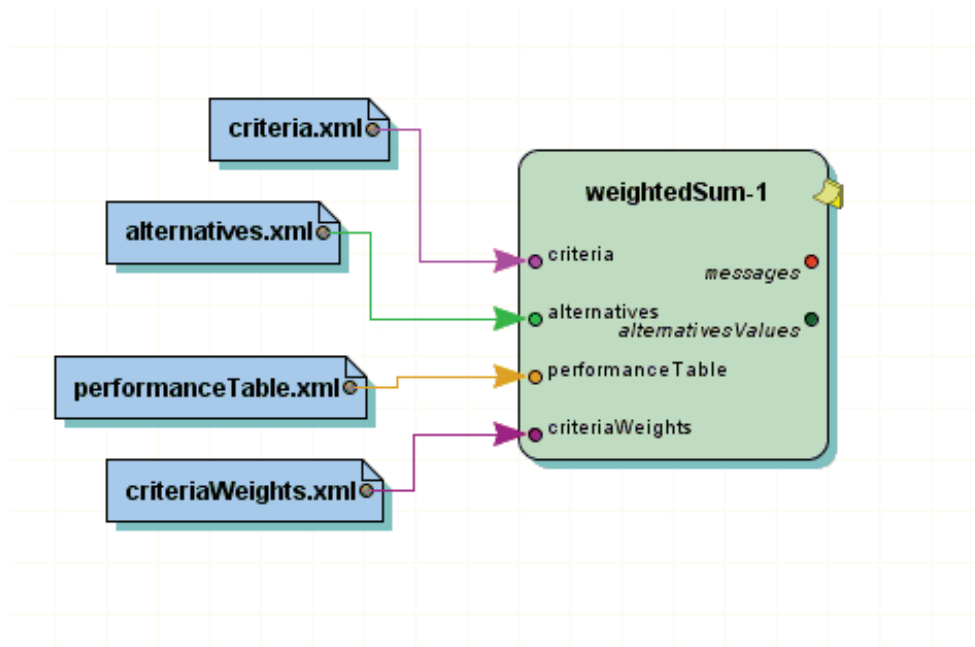 criteria.xml
weightedSum-1
alternatives.xml
criteria
messages
alternatives
alternativesValues
performanceTable
performanceTable.xml
criteriaWeights
criteriaWeights.xml